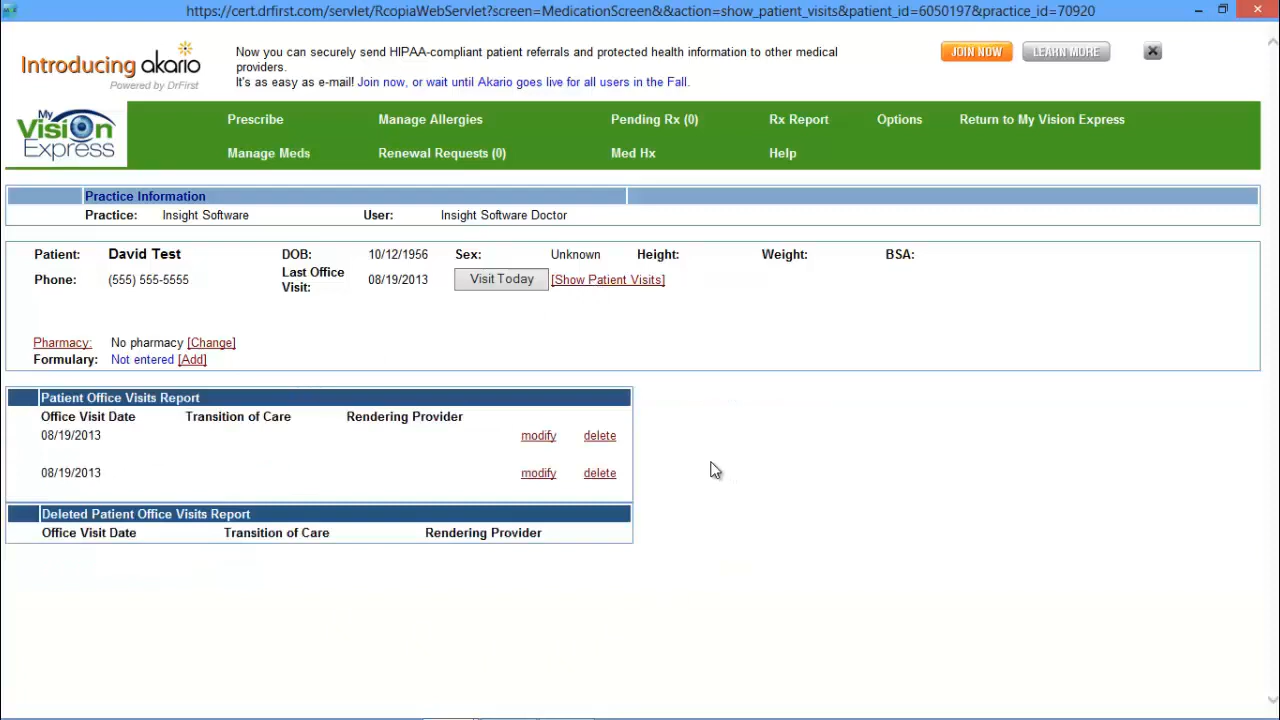 https://cert.drfirst.com/servlet/RcopiaWebServlet?screen=MedicationScreen&&action=show_patient_visits&patient_id=6050197&practice_id=70920
Introducing akario
Powered by DrFirst
Now you can securely send HIPAA-compliant patient referrals and protected health information to other medical
providers.
It's as easy as e-mail! Join now, or wait until Akario goes live for all users in the Fall.
JOIN NOW LEARN MORE
My
Vision
Express
Prescribe Manage Allergies Pending Rx (0) Rx Report Options Return to My Vision Express
Manage Meds Renewal Requests (0) Med Hx Help
Practice Information
Practice: Insight Software User: Insight Software Doctor
Patient: David Test DOB: 10/12/1956 Sex: Unknown Height: Weight: BSA:
Phone: (555) 555-5555 Last Office Visit: 08/19/2013 Visit Today [Show Patient Visits]
Pharmacy: No pharmacy [Change]
Formulary: Not entered [Add]
Patient Office Visits Report
Office Visit Date Transition of Care Rendering Provider
08/19/2013 modify delete
08/19/2013 modify delete
Deleted Patient Office Visits Report
Office Visit Date Transition of Care Rendering Provider